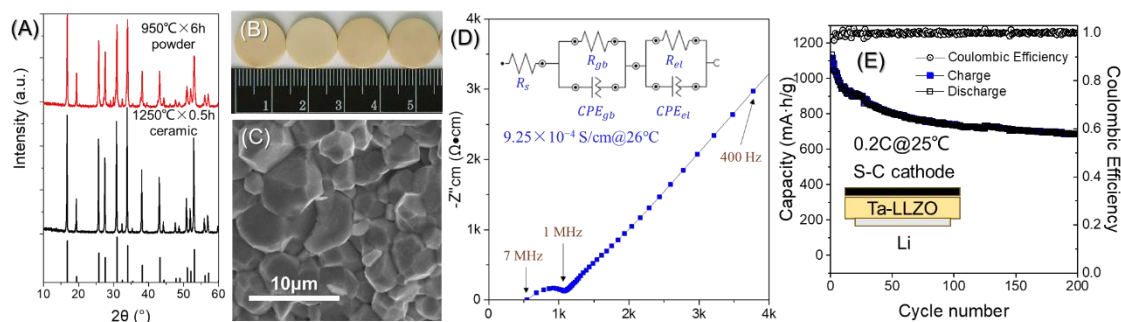 (A)
950℃×6h
powder
1250℃×0.5h
ceramic
Intensity (a.u.)
10 20 30 40 50 60
2θ (°)
(B)
1 2 3 4 5
(C)
10μm
(D)
R_s
R_gb
CPE_gb
R_el
CPE_el
9.25×10⁻⁴ S/cm@26℃
400 Hz
1 MHz
7 MHz
-Z''cm (Ω•cm)
4k
3k
2k
1k
0
0 1k 2k 3k 4k
(E)
Coulombic Efficiency
Charge
Discharge
0.2C@25℃
S-C cathode
Ta-LLZO
Li
Capacity (mA·h/g)
1200
1000
800
600
400
200
0
0 50 100 150 200
Cycle number
1.0
0.8
0.6
0.4
0.2
0.0
Coulombic Efficiency